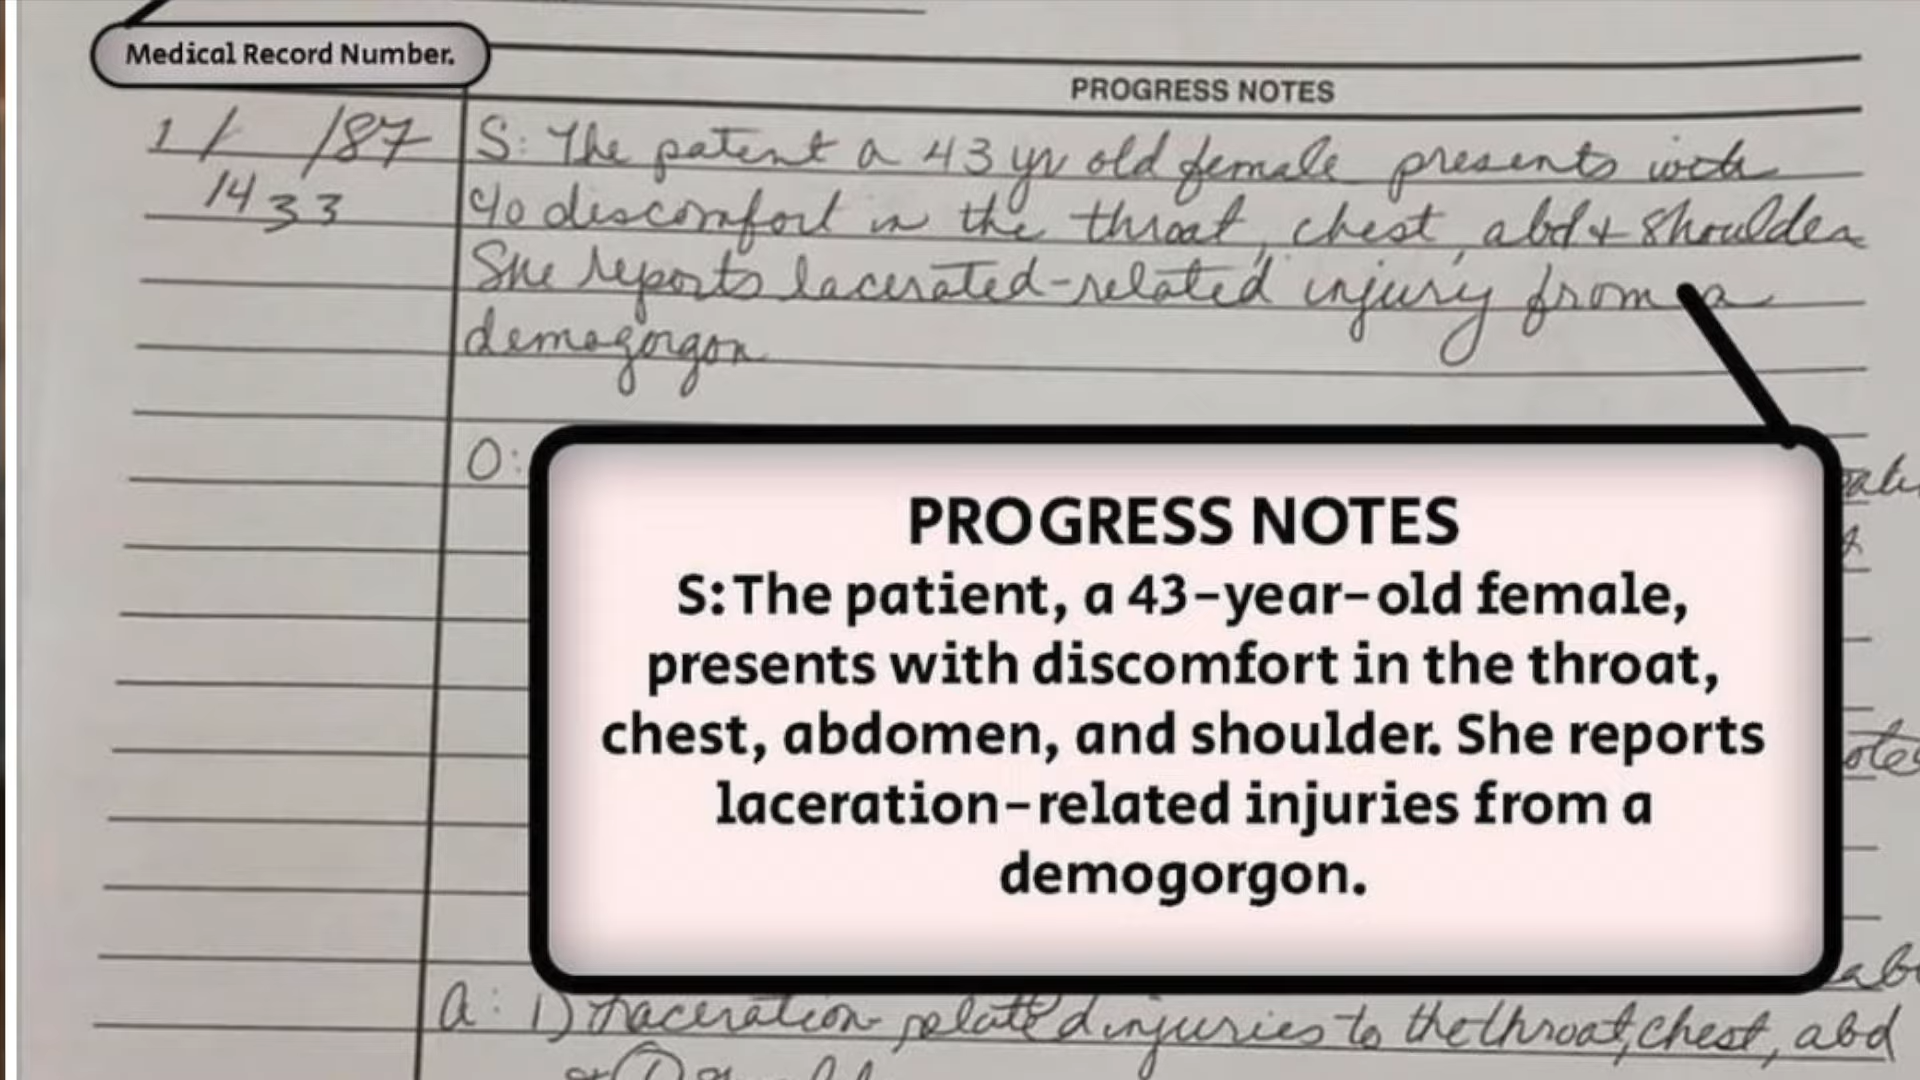 Medical Record Number.
PROGRESS NOTES
1/ /87
1433
S: The patent a 43 yr old female presents with
c/o discomfort in the throat, chest, abd + shoulder
She reports lacerated-related injury from a
demogorgon
O:
PROGRESS NOTES
S: The patient, a 43-year-old female,
presents with discomfort in the throat,
chest, abdomen, and shoulder. She reports
laceration-related injuries from a
demogorgon.
A: 1) Laceration related injuries to the throat, chest, abd